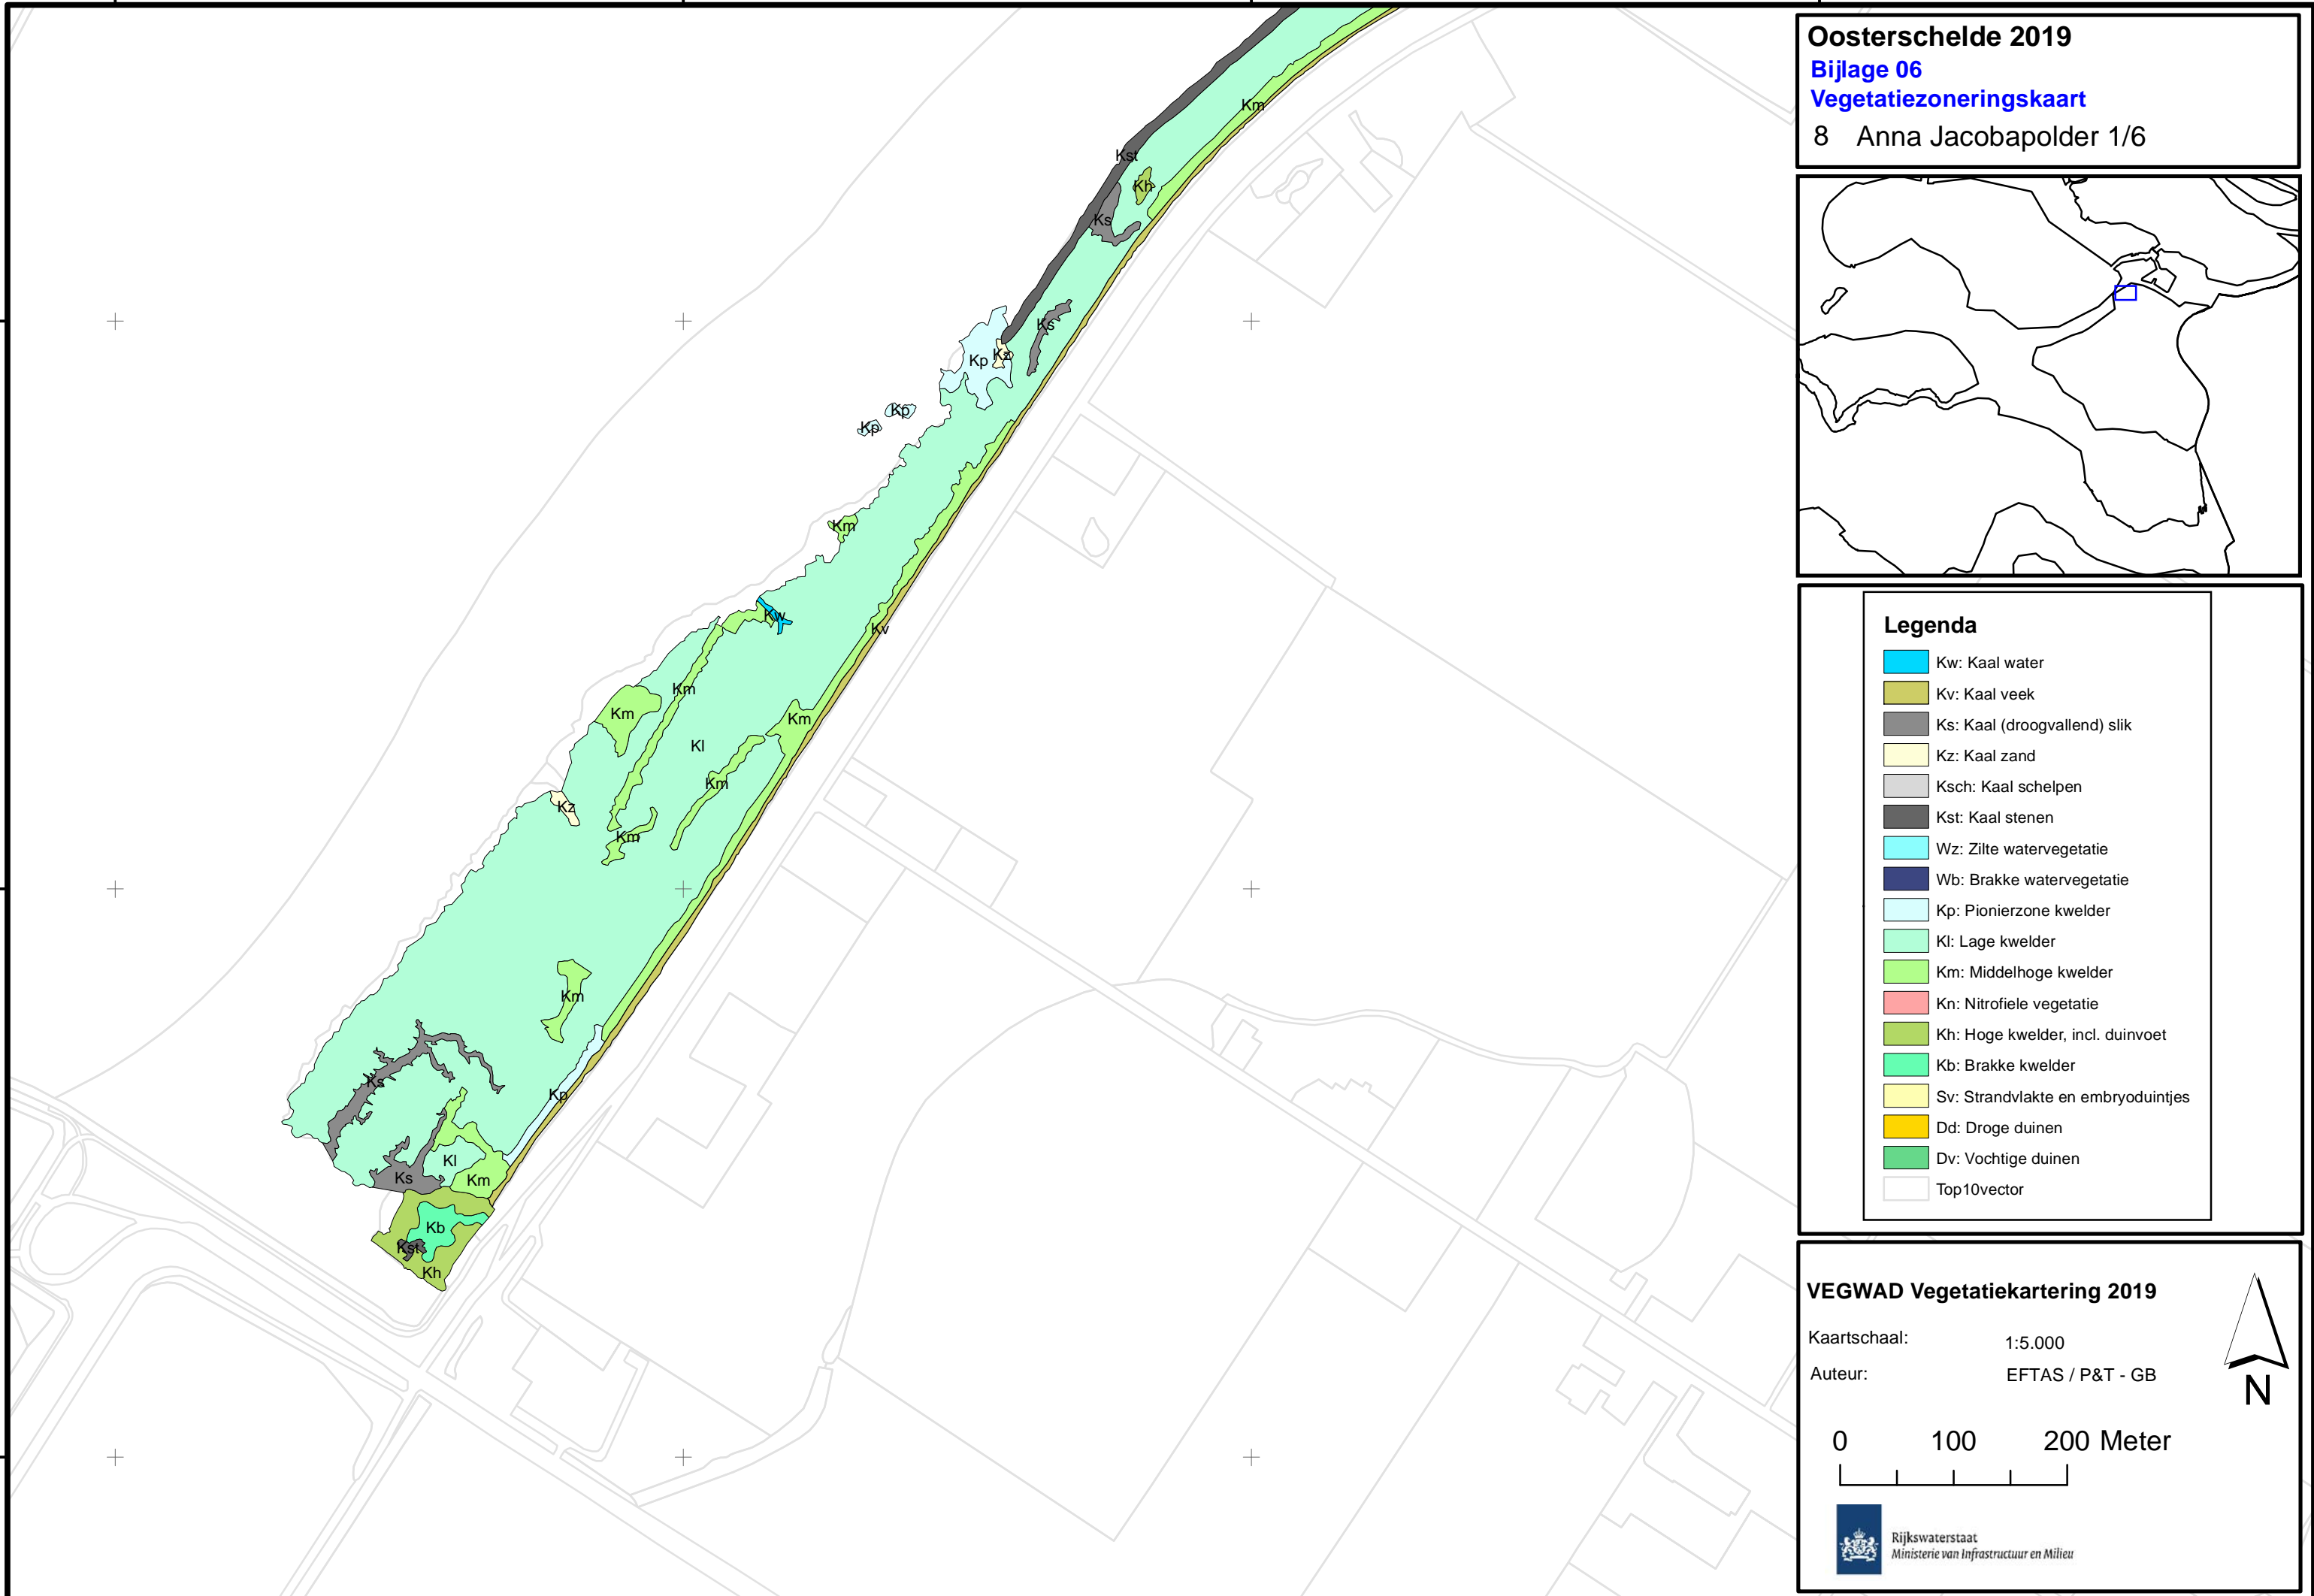 Oosterschelde 2019
Bijlage 06
Vegetatiezoneringskaart
8 Anna Jacobapolder 1/6
Km
Kst
Kh
Ks
Ks
Kz
Kp
Kp
Kp
Km
Kw
Kv
Km
Km
Km
Kl
Km
Kz
Km
Km
Ks
Kp
Kl
Ks
Km
Kb
Kst
Kh
Legenda
Kw: Kaal water
Kv: Kaal veek
Ks: Kaal (droogvallend) slik
Kz: Kaal zand
Ksch: Kaal schelpen
Kst: Kaal stenen
Wz: Zilte watervegetatie
Wb: Brakke watervegetatie
Kp: Pionierzone kwelder
Kl: Lage kwelder
Km: Middelhoge kwelder
Kn: Nitrofiele vegetatie
Kh: Hoge kwelder, incl. duinvoet
Kb: Brakke kwelder
Sv: Strandvlakte en embryoduintjes
Dd: Droge duinen
Dv: Vochtige duinen
Top10vector
VEGWAD Vegetatiekartering 2019
Kaartschaal: 1:5.000
Auteur: EFTAS / P&T - GB
N
0 100 200 Meter
Rijkswaterstaat
Ministerie van Infrastructuur en Milieu